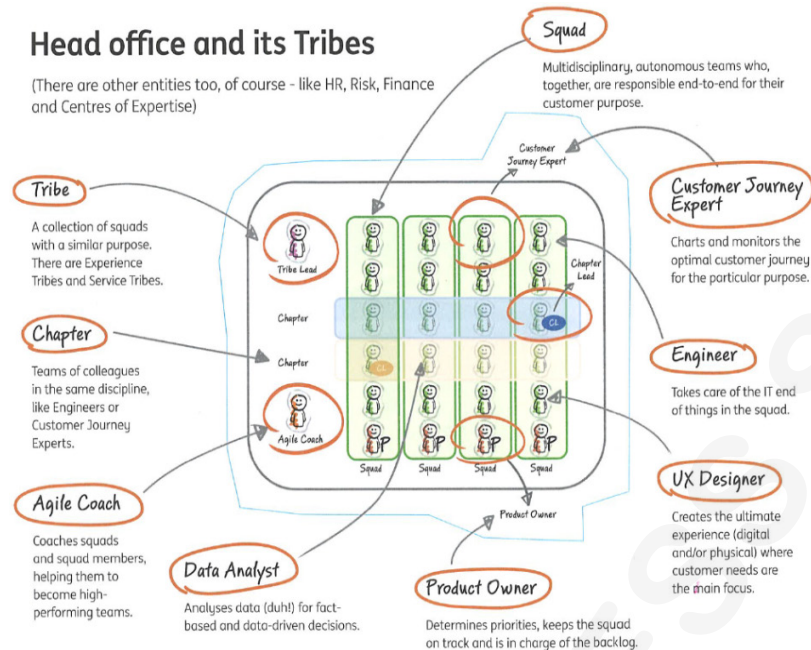 Head office and its Tribes
(There are other entities too, of course - like HR, Risk, Finance
and Centres of Expertise)
Squad
Multidisciplinary, autonomous teams who,
together, are responsible end-to-end for their
customer purpose.
Customer
Journey Expert
Customer Journey
Expert
Charts and monitors the
optimal customer journey
for the particular purpose.
Tribe
A collection of squads
with a similar purpose.
There are Experience
Tribes and Service Tribes.
Tribe Lead
Chapter
Lead
Chapter
CL
Chapter
Teams of colleagues
in the same discipline,
like Engineers or
Customer Journey
Experts.
Chapter
CL
Engineer
Takes care of the IT end
of things in the squad.
Agile Coach
P P P P
Squad Squad Squad Squad
Agile Coach
Coaches squads
and squad members,
helping them to
become high-
performing teams.
Product Owner
UX Designer
Creates the ultimate
experience (digital
and/or physical) where
customer needs are
the main focus.
Data Analyst
Analyses data (duh!) for fact-
based and data-driven decisions.
Product Owner
Determines priorities, keeps the squad
on track and is in charge of the backlog.